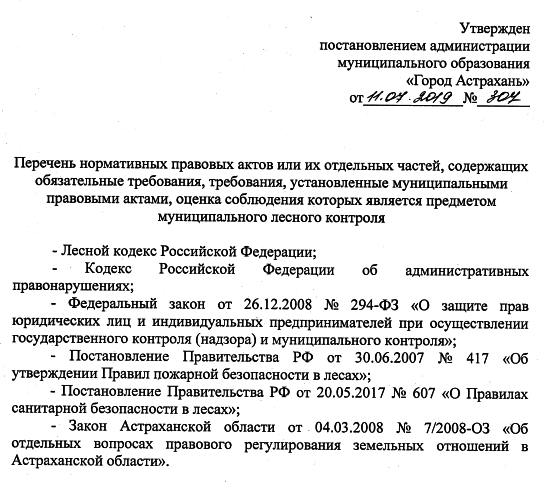 Утвержден
постановлением администрации
муниципального образования
«Город Астрахань»
от 11.07.2019 № 307
Перечень нормативных правовых актов или их отдельных частей, содержащих
обязательные требования, требования, установленные муниципальными
правовыми актами, оценка соблюдения которых является предметом
муниципального лесного контроля
- Лесной кодекс Российской Федерации;
- Кодекс Российской Федерации об административных
правонарушениях;
- Федеральный закон от 26.12.2008 № 294-ФЗ «О защите прав
юридических лиц и индивидуальных предпринимателей при осуществлении
государственного контроля (надзора) и муниципального контроля»;
- Постановление Правительства РФ от 30.06.2007 № 417 «Об
утверждении Правил пожарной безопасности в лесах»;
- Постановление Правительства РФ от 20.05.2017 № 607 «О Правилах
санитарной безопасности в лесах»;
- Закон Астраханской области от 04.03.2008 № 7/2008-ОЗ «Об
отдельных вопросах правового регулирования земельных отношений в
Астраханской области».